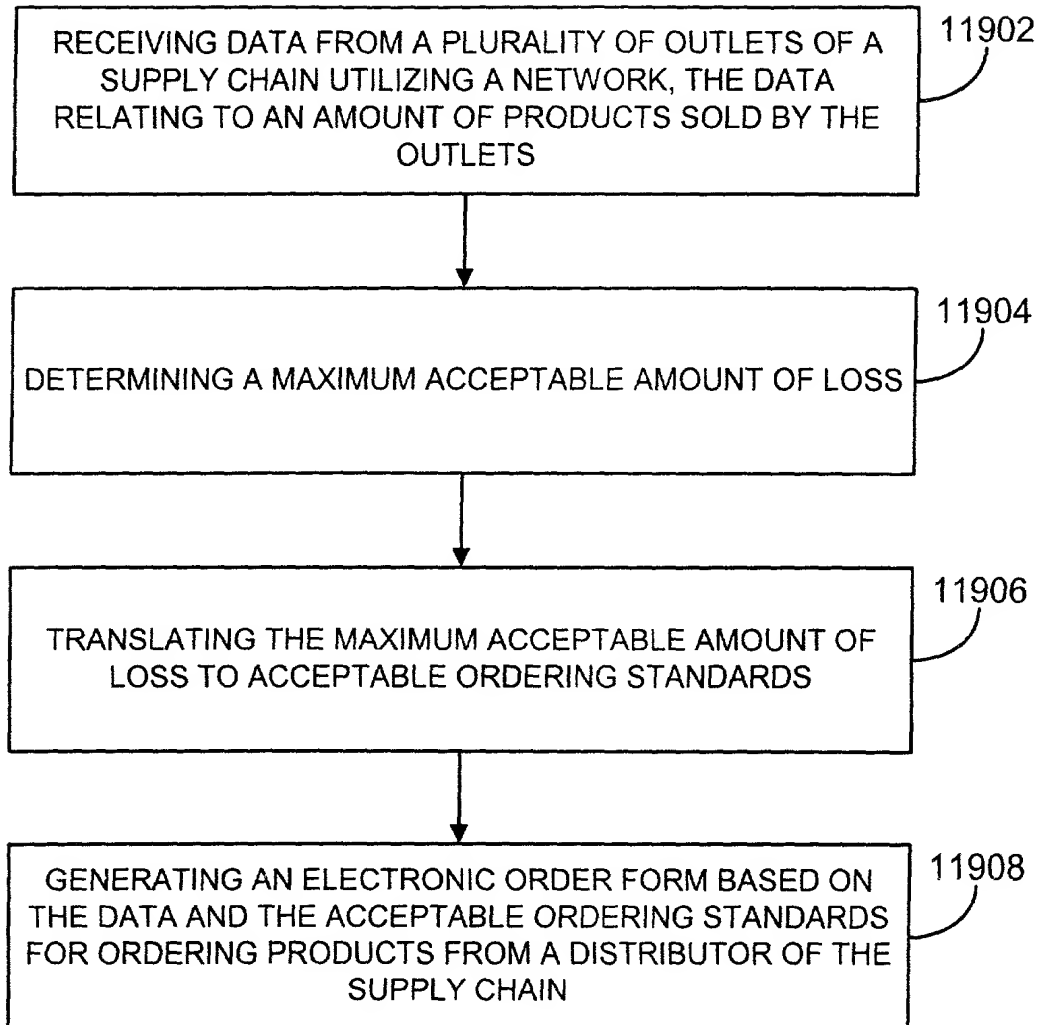 RECEIVING DATA FROM A PLURALITY OF OUTLETS OF A
SUPPLY CHAIN UTILIZING A NETWORK, THE DATA
RELATING TO AN AMOUNT OF PRODUCTS SOLD BY THE
OUTLETS
11902
DETERMINING A MAXIMUM ACCEPTABLE AMOUNT OF LOSS
11904
TRANSLATING THE MAXIMUM ACCEPTABLE AMOUNT OF
LOSS TO ACCEPTABLE ORDERING STANDARDS
11906
GENERATING AN ELECTRONIC ORDER FORM BASED ON
THE DATA AND THE ACCEPTABLE ORDERING STANDARDS
FOR ORDERING PRODUCTS FROM A DISTRIBUTOR OF THE
SUPPLY CHAIN
11908